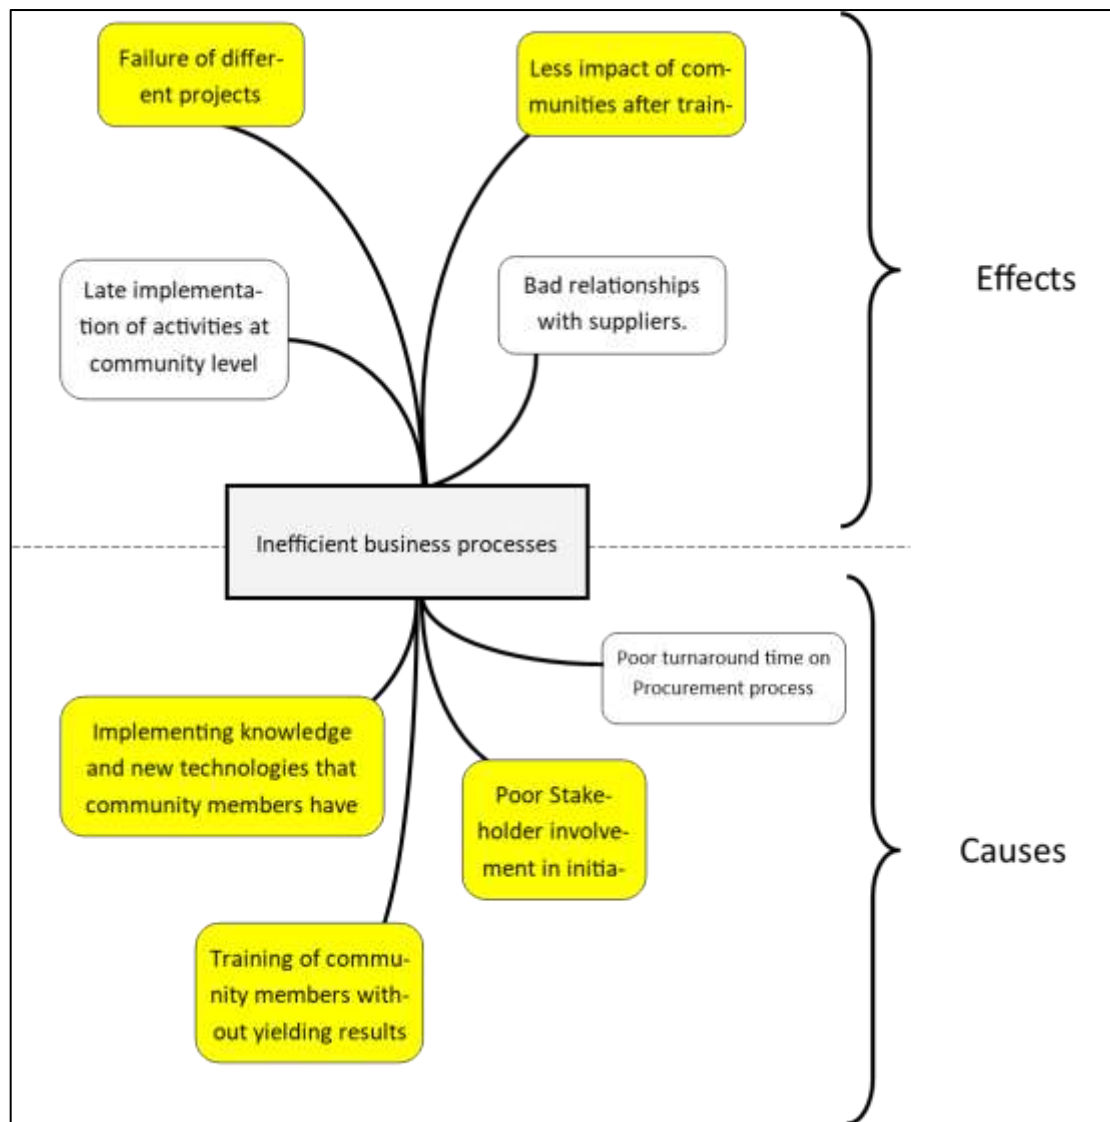 Failure of differ-
ent projects
Less impact of com-
munities after train-
Late implementa-
tion of activities at
community level
Bad relationships
with suppliers.
Effects
Inefficient business processes
Poor turnaround time on
Procurement process
Implementing knowledge
and new technologies that
community members have
Poor Stake-
holder involve-
ment in initia-
Causes
Training of commu-
nity members with-
out yielding results